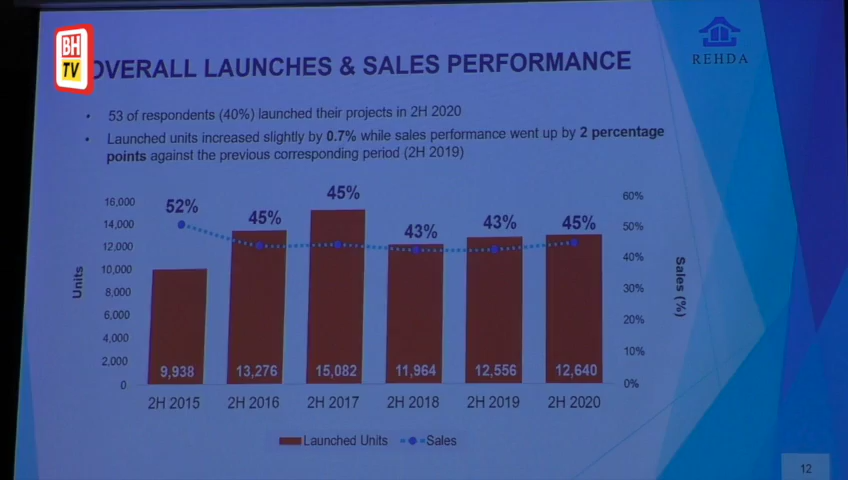 BH
TV
OVERALL LAUNCHES & SALES PERFORMANCE
REHDA
• 53 of respondents (40%) launched their projects in 2H 2020
• Launched units increased slightly by 0.7% while sales performance went up by 2 percentage
points against the previous corresponding period (2H 2019)
16,000
14,000
12,000
10,000
8,000
6,000
4,000
2,000
0
Units
52%
45%
45%
43%
43%
45%
9,938
13,276
15,082
11,964
12,556
12,640
2H 2015
2H 2016
2H 2017
2H 2018
2H 2019
2H 2020
60%
50%
40%
30%
20%
10%
0%
Sales (%)
Launched Units
Sales
12